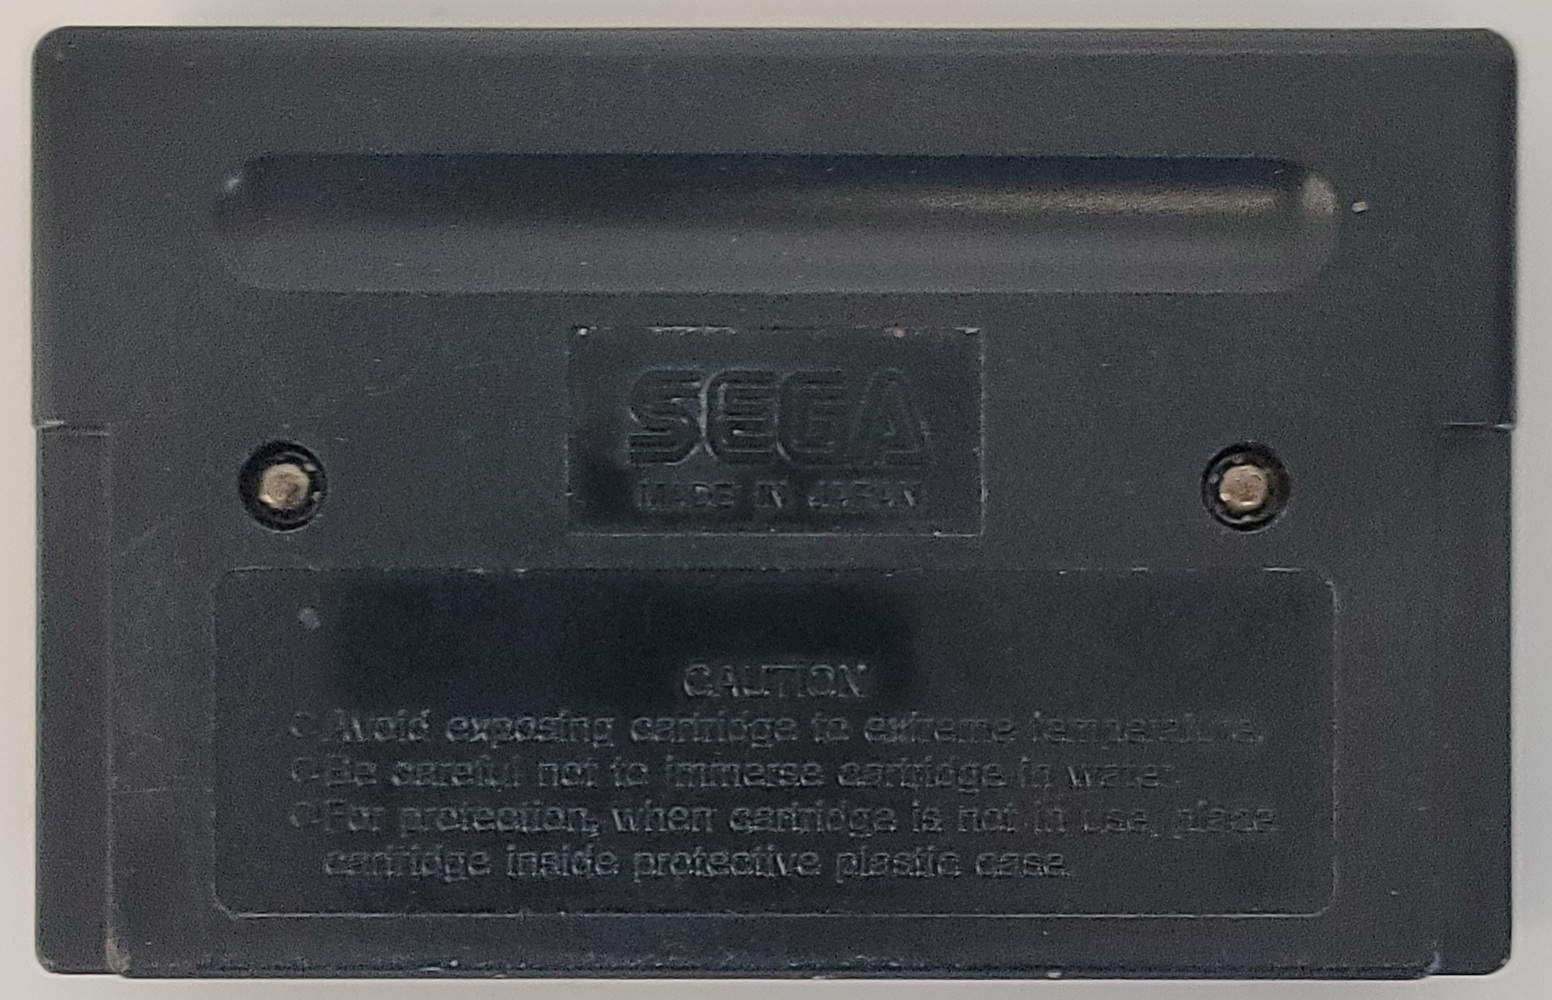 SEGA
MADE IN JAPAN
CAUTION
○ Avoid exposing cartridge to extreme temperature.
○ Be careful not to immerse cartridge in water.
○ For protection, when cartridge is not in use, place
cartridge inside protective plastic case.